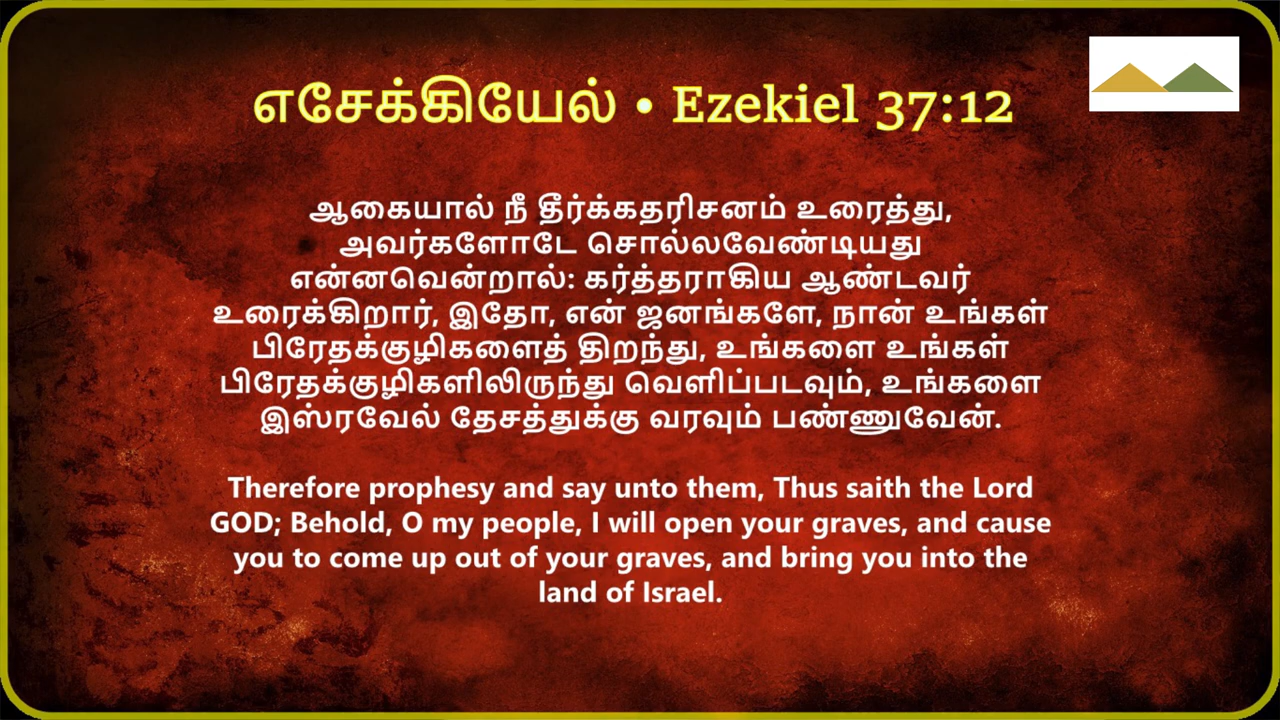 எசேக்கியேல் • Ezekiel 37:12
ஆகையால் நீ தீர்க்கதரிசனம் உரைத்து,
அவர்களோடே சொல்லவேண்டியது
என்னவென்றால்: கர்த்தராகிய ஆண்டவர்
உரைக்கிறார், இதோ, என் ஜனங்களே, நான் உங்கள்
பிரேதக்குழிகளைத் திறந்து, உங்களை உங்கள்
பிரேதக்குழிகளிலிருந்து வெளிப்படவும், உங்களை
இஸ்ரவேல் தேசத்துக்கு வரவும் பண்ணுவேன்.
Therefore prophesy and say unto them, Thus saith the Lord
GOD; Behold, O my people, I will open your graves, and cause
you to come up out of your graves, and bring you into the
land of Israel.